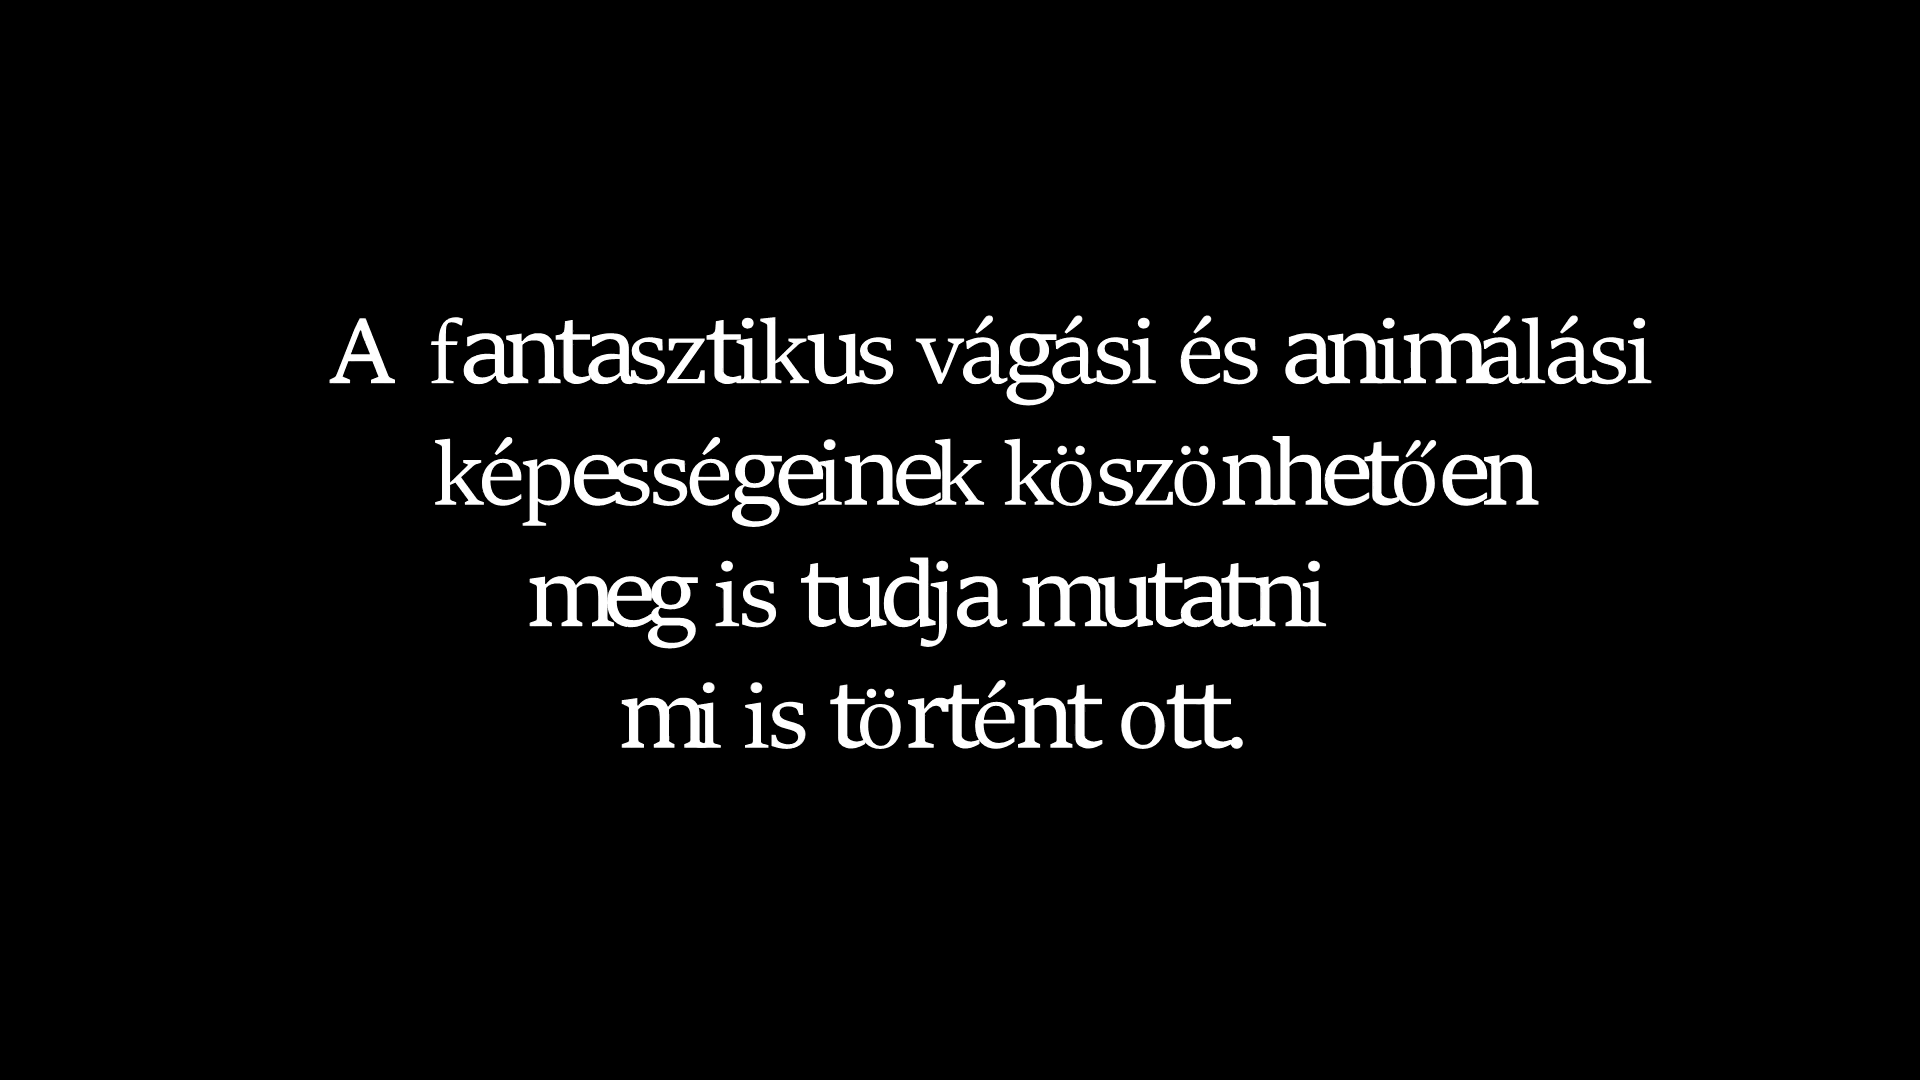 A fantasztikus vágási és animálási
képességeinek köszönhetően
meg is tudja mutatni
mi is történt ott.